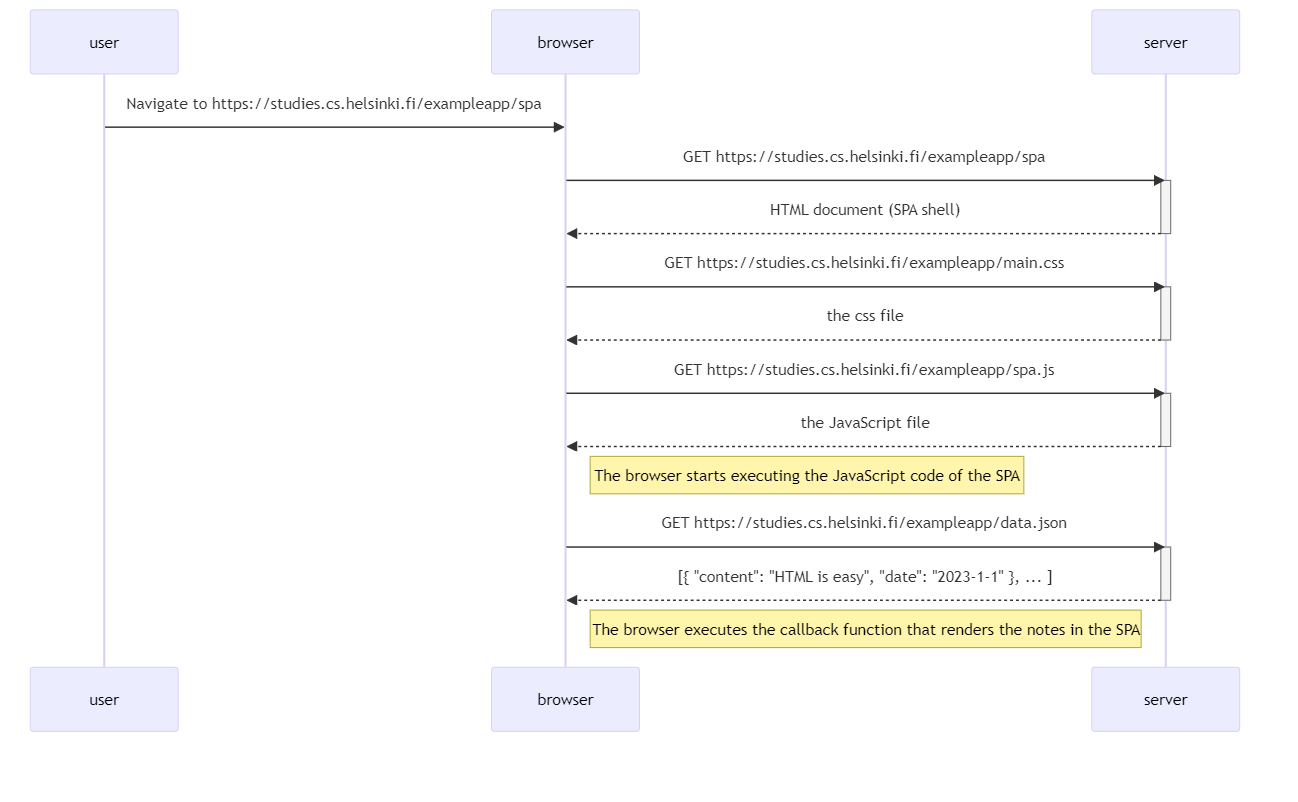 user
browser
server
Navigate to https://studies.cs.helsinki.fi/exampleapp/spa
GET https://studies.cs.helsinki.fi/exampleapp/spa
HTML document (SPA shell)
GET https://studies.cs.helsinki.fi/exampleapp/main.css
the css file
GET https://studies.cs.helsinki.fi/exampleapp/spa.js
the JavaScript file
The browser starts executing the JavaScript code of the SPA
GET https://studies.cs.helsinki.fi/exampleapp/data.json
[{ "content": "HTML is easy", "date": "2023-1-1" }, ... ]
The browser executes the callback function that renders the notes in the SPA
user
browser
server